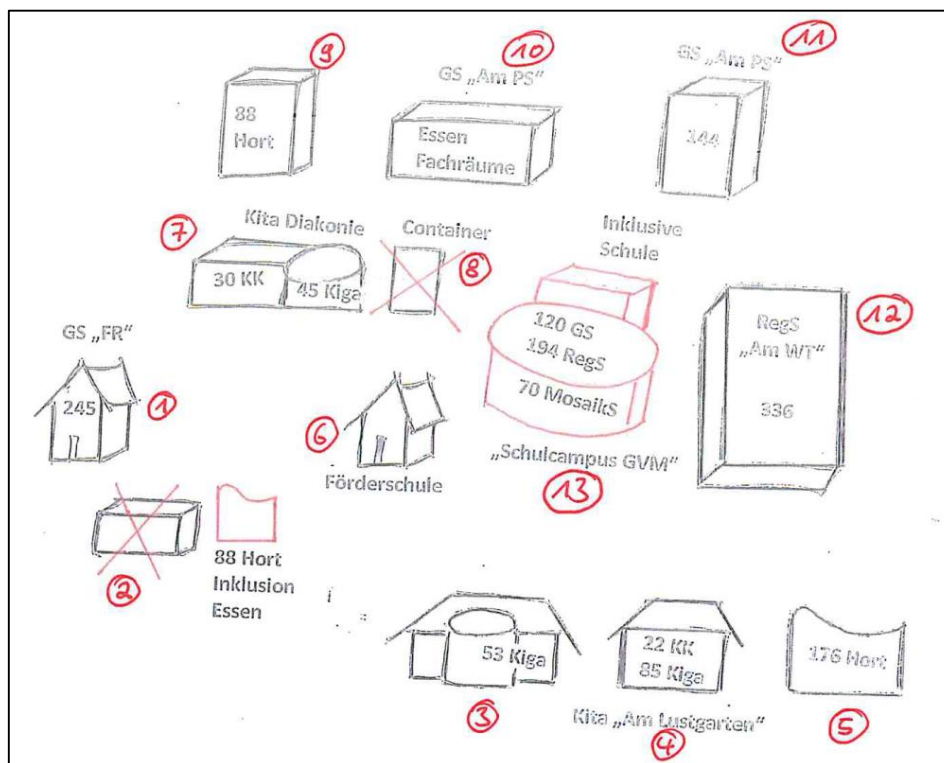 9
10
11
GS „Am PS“
GS „Am PS“
88
Hort
Essen
Fachräume
144
7
Kita Diakonie
Container
Inklusive
Schule
8
30 KK
45 Kiga
12
120 GS
194 RegS
70 MosaikS
RegS
„Am WT“
336
GS „FR“
245
1
6
Förderschule
„Schulcampus GVM“
13
2
88 Hort
Inklusion
Essen
53 Kiga
22 KK
85 Kiga
176 Hort
3
Kita „Am Lustgarten“
4
5